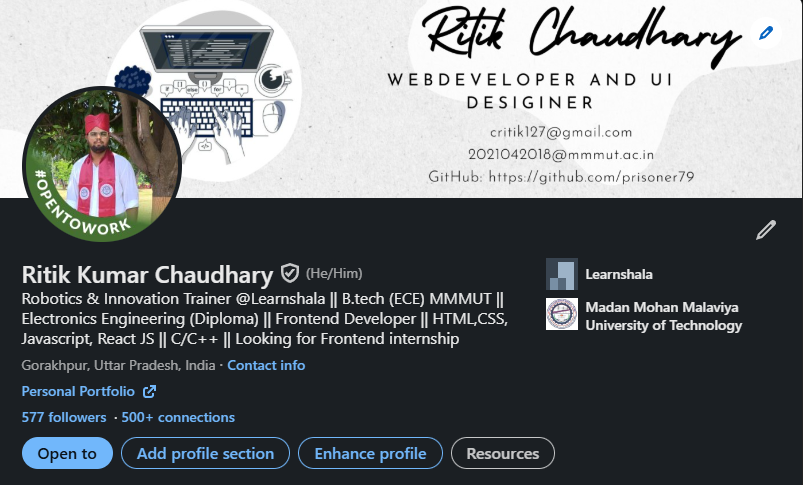 Ritik Chaudhary
WEBDEVELOPER AND UI
DESIGINER
critik127@gmail.com
2021042018@mmmut.ac.in
GitHub: https://github.com/prisoner79
#OPENTOWORK
Ritik Kumar Chaudhary (He/Him)
Robotics & Innovation Trainer @Learnshala || B.tech (ECE) MMMUT ||
Electronics Engineering (Diploma) || Frontend Developer || HTML,CSS,
Javascript, React JS || C/C++ || Looking for Frontend internship
Gorakhpur, Uttar Pradesh, India · Contact info
Personal Portfolio
577 followers · 500+ connections
Learnshala
Madan Mohan Malaviya
University of Technology
Open to
Add profile section
Enhance profile
Resources